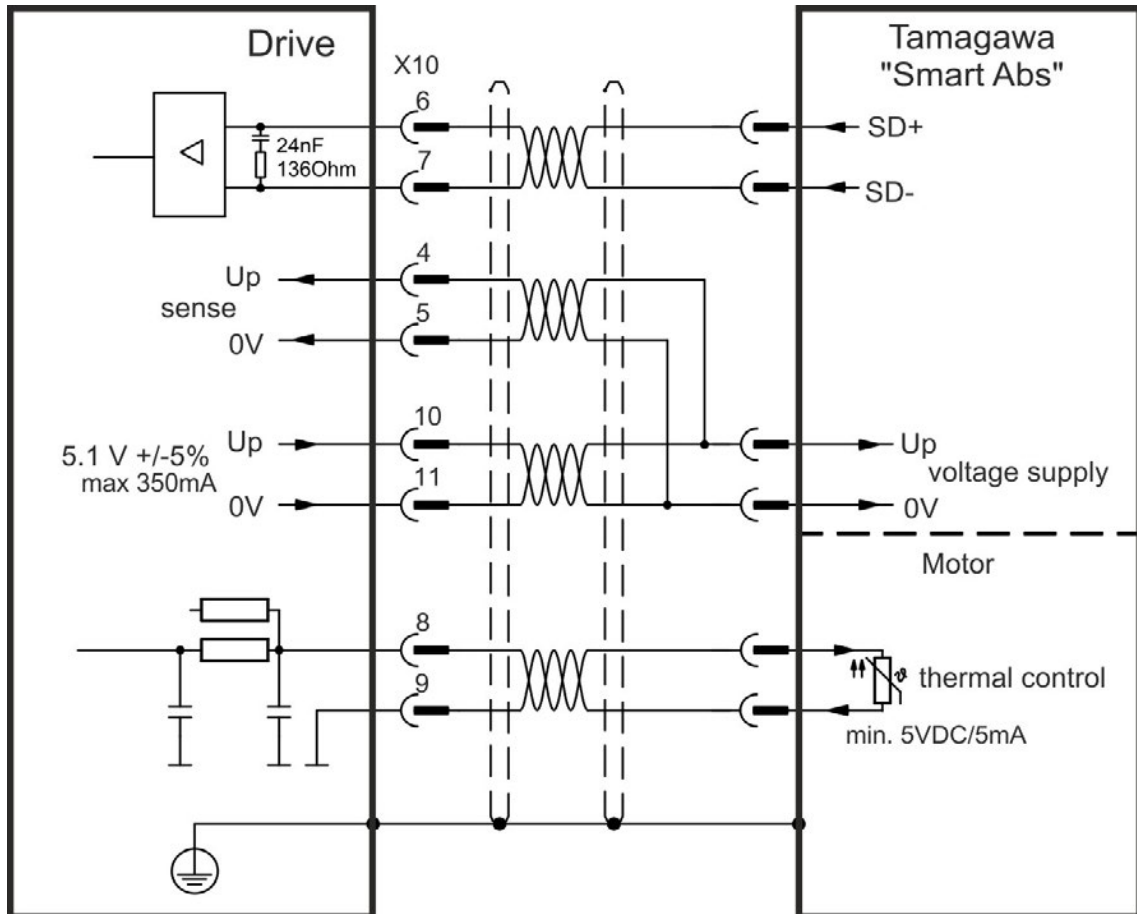 Drive
X10
Tamagawa
"Smart Abs"
6
SD+
24nF
136Ohm
7
SD-
4
Up
sense
5
0V
10
Up
Up
5.1 V +/-5%
max 350mA
voltage supply
11
0V
0V
Motor
8
9
ϑ
thermal control
min. 5VDC/5mA